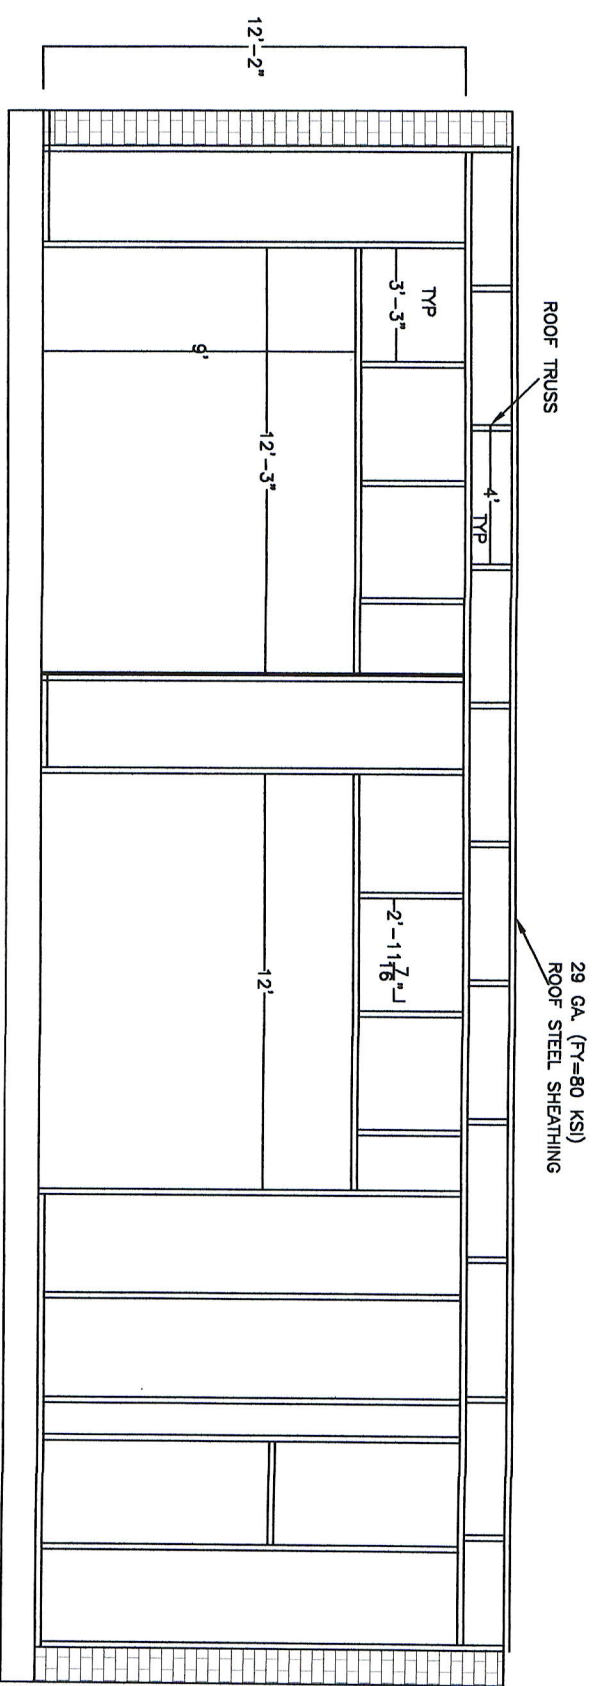 12'-2"
ROOF TRUSS
29 GA. (FY=80 KSI)
ROOF STEEL SHEATHING
4'
TYP
TYP
3'-3"
2'-11 7/16"
9'
12'-3"
12'